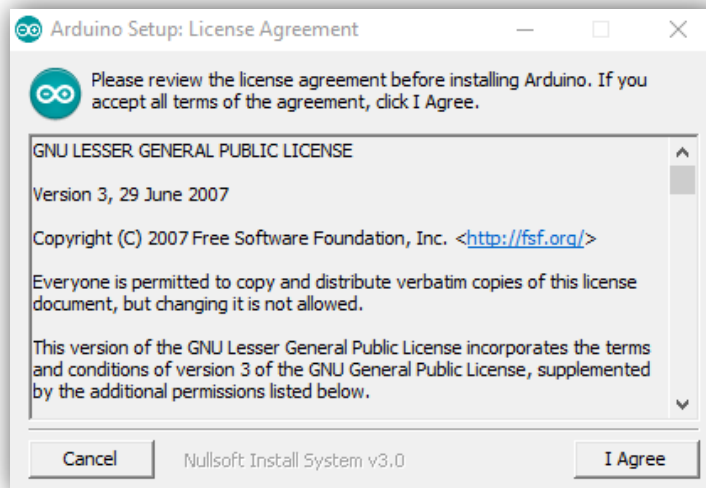 Arduino Setup: License Agreement
Please review the license agreement before installing Arduino. If you
accept all terms of the agreement, click I Agree.
GNU LESSER GENERAL PUBLIC LICENSE
Version 3, 29 June 2007
Copyright (C) 2007 Free Software Foundation, Inc. <http://fsf.org/>
Everyone is permitted to copy and distribute verbatim copies of this license
document, but changing it is not allowed.
This version of the GNU Lesser General Public License incorporates the terms
and conditions of version 3 of the GNU General Public License, supplemented
by the additional permissions listed below.
Cancel
Nullsoft Install System v3.0
I Agree